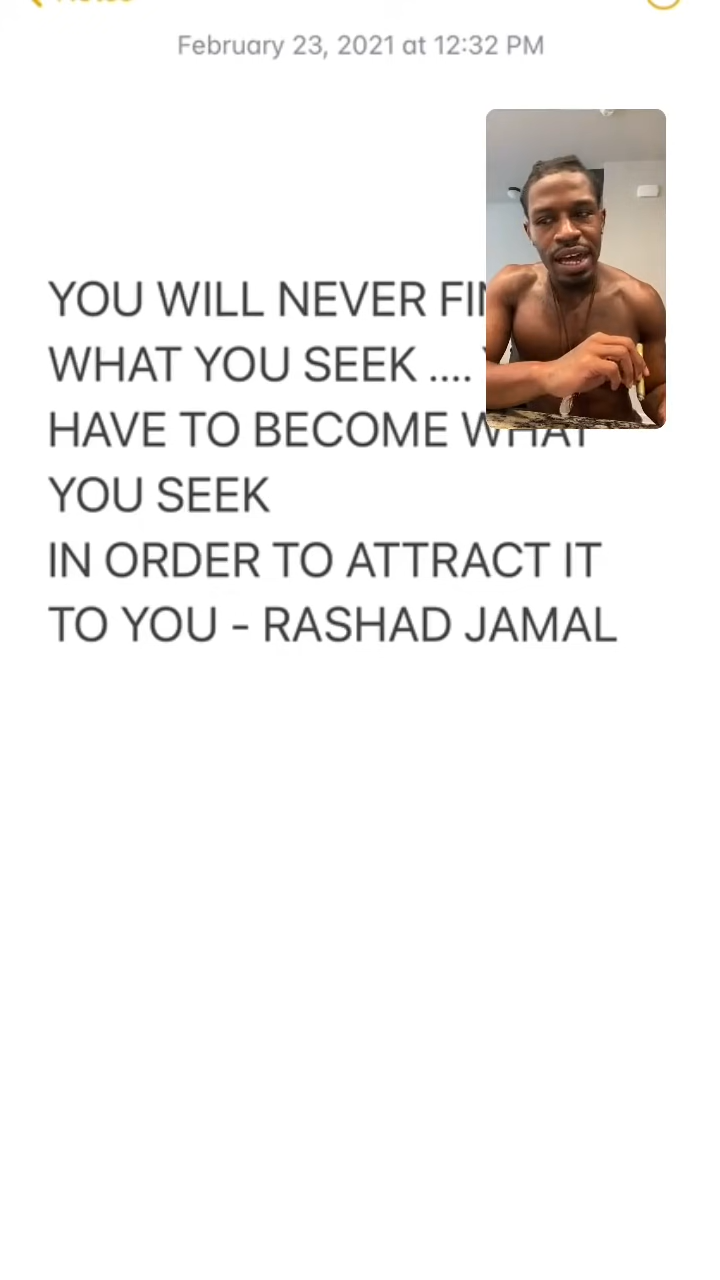 February 23, 2021 at 12:32 PM
YOU WILL NEVER
WHAT YOU SEEK ....
HAVE TO BECOME WHAT
YOU SEEK
IN ORDER TO ATTRACT IT
TO YOU - RASHAD JAMAL